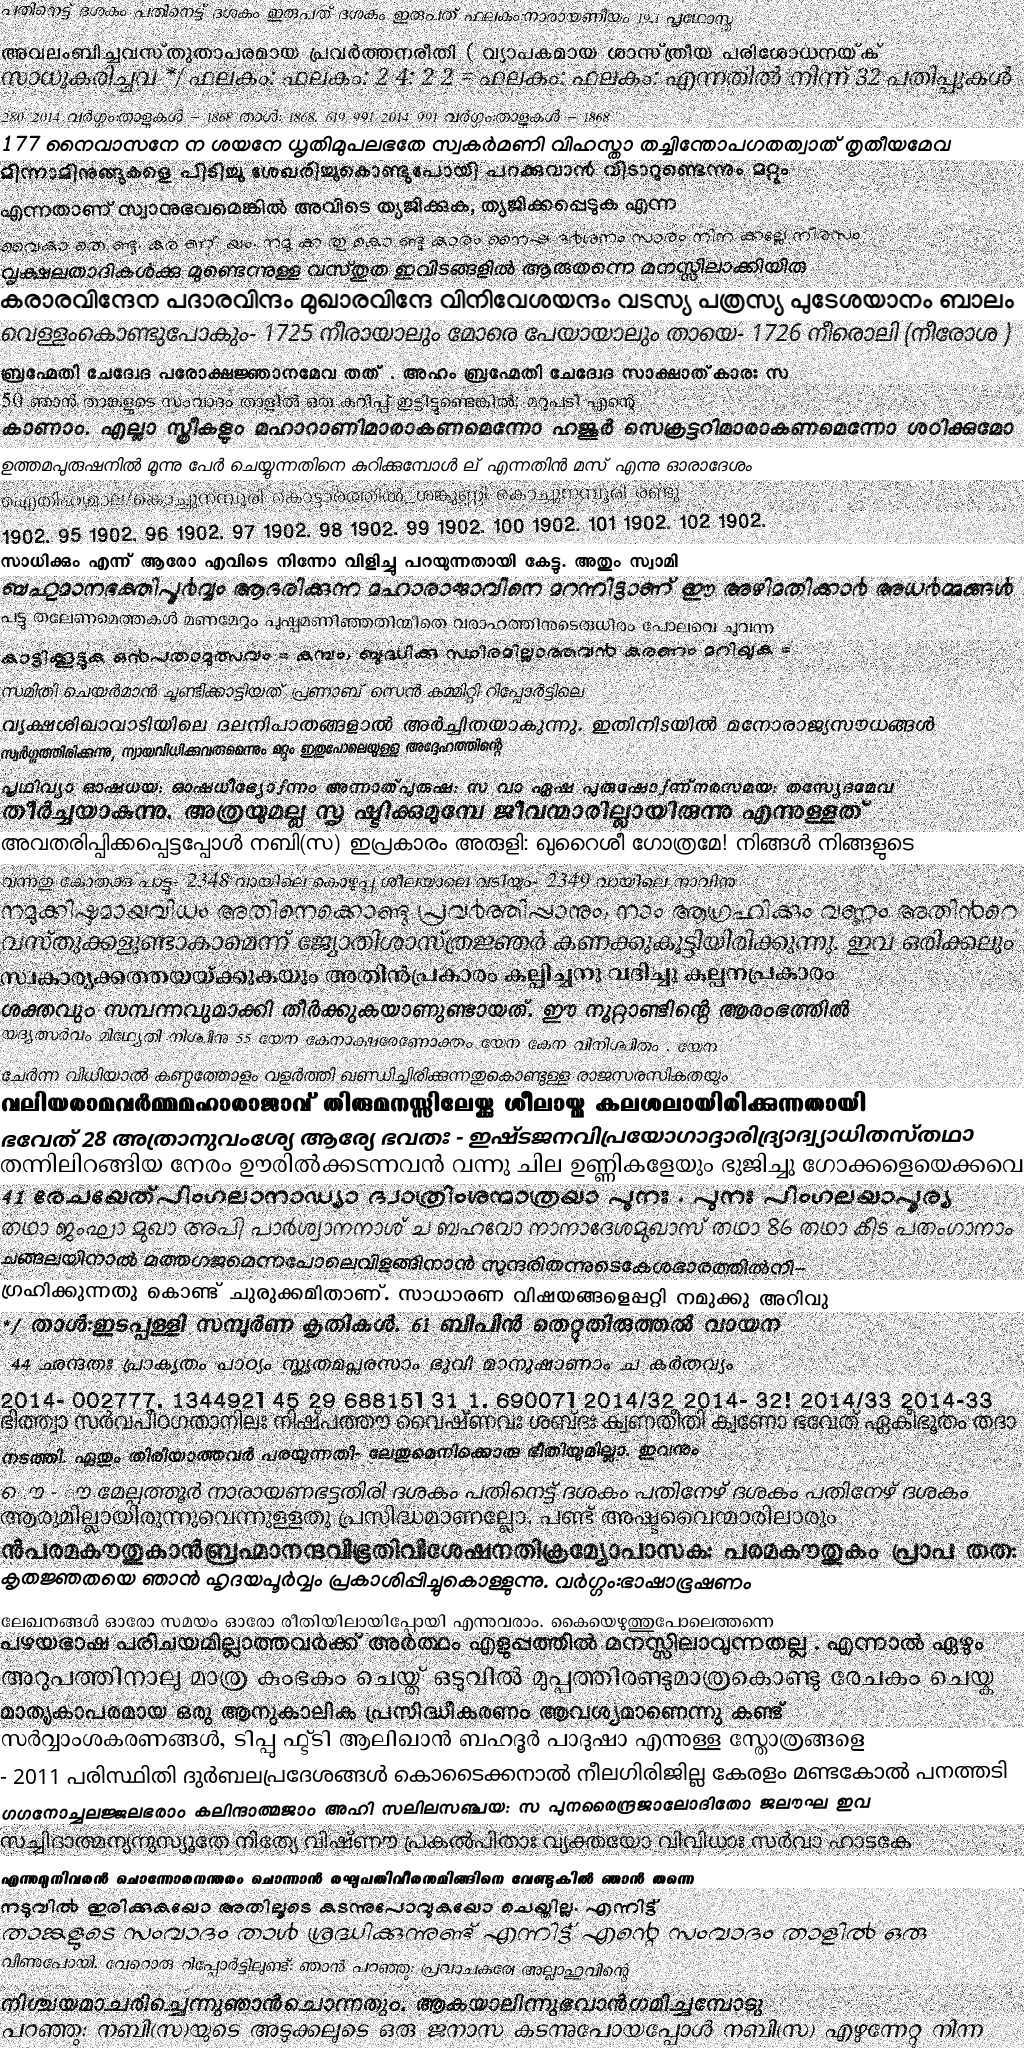 പതിനെട്ട് ദശകം പതിനെട്ട് ദശകം ഇരുപത് ദശകം ഇരുപത് ഫലകം:നാരായണീയം 19.1 പൃഥോസ്തു
അവലംബിച്ചവസ്തുതാപരമായ പ്രവർത്തനരീതി ( വ്യാപകമായ ശാസ്ത്രീയ പരിശോധനയ്ക്
സാധൂകരിച്ചവ */ ഫലകം: ഫലകം: 2 4: 2 2 = ഫലകം: ഫലകം: എന്നതിൽ നിന്ന് 32 പതിപ്പുകൾ
280 2014 വർഗ്ഗം:താളുകൾ – 1868 താൾ: 1868. 619 991 2014 991 വർഗ്ഗം:താളുകൾ – 1868
177 നൈവാസനേ ന ശയനേ ധൃതിമുപലഭതേ സ്വകർമണി വിഹസ്താ തച്ചിന്തോപഗതത്വാത് തൃതീയമേവ
മീന്നാമിനുങ്ങുകളെ പിടിച്ചു ശേഖരിച്ചുകൊണ്ടുപോയി പറക്കുവാൻ വിടാറുണ്ടെന്നും മറ്റും
എന്നതാണ് സ്വാനുഭവമെങ്കിൽ അവിടെ ത്യജിക്കുക, ത്യജിക്കപ്പെടുക എന്ന
വൃക്ഷലതാദികൾക്കു മുണ്ടെന്നുള്ള വസ്തുത ഇവിടങ്ങളിൽ ആരുതന്നെ മനസ്സിലാക്കിയിരു
കരാരവിന്ദേന പദാരവിന്ദം മുഖാരവിന്ദേ വിനിവേശയന്ദം വടസ്യ പത്രസ്യ പുടേശയാനം ബാലം
വെള്ളംകൊണ്ടുപോകും- 1725 നീരായാലും മോരെ പേയായാലും തായെ- 1726 നീരൊലി (നീരോശ )
ബ്രഹ്മേതി ചേദ്വേദ പരോക്ഷജ്ഞാനമേവ തത് . അഹം ബ്രഹ്മേതി ചേദ്വേദ സാക്ഷാത്കാരഃ സ
50 ഞാൻ താങ്കളുടെ സംവാദം താളിൽ ഒരു കുറിപ്പ് ഇട്ടിട്ടുണ്ടെങ്കിൽ, മറുപടി എന്റെ
കാണാം. എല്ലാ സ്ത്രീകളും മഹാറാണിമാരാകണമെന്നോ ഹജൂർ സെക്രട്ടറിമാരാകണമെന്നോ ശഠിക്കുമോ
ഉത്തമപുരുഷനിൽ മൂന്നു പേർ ചെയ്യുന്നതിനെ കുറിക്കുമ്പോൾ ല് എന്നതിൻ മസ് എന്നു ഓരാദേശം
ഐതിഹ്യമാല/കൊച്ചുനമ്പൂരി കൊട്ടാരത്തിൽ, ശങ്കുണ്ണി കൊച്ചുനമ്പൂരി രണ്ടു
1902. 95 1902. 96 1902. 97 1902. 98 1902. 99 1902. 100 1902. 101 1902. 102 1902.
സാധിക്കും എന്ന് ആരോ എവിടെ നിന്നോ വിളിച്ചു പറയുന്നതായി കേട്ടു. അതും സ്വാമി
ബഹുമാനഭക്തിപൂർവ്വം ആദരിക്കുന്ന മഹാരാജാവിനെ മറന്നിട്ടാണ് ഈ അഴിമതിക്കാർ അധർമ്മങ്ങൾ
പട്ടു തലേണമെത്തകൾ മണമേറും പുഷ്പമണിഞ്ഞതിന്മീതെ വരാഹത്തിനുടെരുധിരം പോലവെ ചുവന്ന
കാട്ടിക്കൂട്ടുക ഒൻപതാമുത്സവം = കമ്പം, ബുദ്ധിക്കു സ്ഥിരമില്ലാത്തവൻ കരണം മറിയുക =
സമിതി ചെയർമാൻ ചൂണ്ടിക്കാട്ടിയത്. പ്രണാബ് സെൻ കമ്മിറ്റി റിപ്പോർട്ടിലെ
വൃക്ഷശിഖാവാടിയിലെ ദലനിപാതങ്ങളാൽ അർച്ചിതയാകുന്നു. ഇതിനിടയിൽ മനോരാജ്യസൗധങ്ങൾ
സ്വർഗ്ഗത്തിരിക്കുന്നു, ന്യായവിധിക്കുവരുമെന്നും മറ്റും ഇതുപോലെയുള്ള അദ്ദേഹത്തിന്റെ
പൃഥിവ്യാ ഓഷധയഃ ഓഷധീഭ്യോഽന്നം അന്നാത്പുരുഷഃ സ വാ ഏഷ പുരുഷോഽന്നരസമയഃ തസ്യേദമേവ
തീർച്ചയാകുന്നു. അത്രയുമല്ല സൃ ഷ്ടിക്കുമുമ്പേ ജീവന്മാരില്ലായിരുന്നു എന്നുള്ളത്
അവതരിപ്പിക്കപ്പെട്ടപ്പോൾ നബി(സ) ഇപ്രകാരം അരുളി: ഖുറൈശീ ഗോത്രമേ! നിങ്ങൾ നിങ്ങളുടെ
വന്നതു കോതക്കു പാട്ടു- 2348 വായിലെ കൊഴുപ്പു ശീലയാലെ വടിയും- 2349 വായിലെ നാവിനു
നമുക്കിഷ്ടമായവിധം അതിനെക്കൊണ്ടു പ്രവർത്തിപ്പാനും, നാം ആഗ്രഹിക്കും വണ്ണം അതിൻറെ
വസ്തുക്കളുണ്ടാകാമെന്ന് ജ്യോതിശാസ്ത്രജ്ഞർ കണക്കുകൂട്ടിയിരിക്കുന്നു. ഇവ ഒരിക്കലും
സ്വകാര്യക്കത്തയയ്ക്കുകയും അതിൻപ്രകാരം കല്പിച്ചനു വദിച്ചു കല്പനപ്രകാരം
ശക്തവും സമ്പന്നവുമാക്കി തീർക്കുകയാണുണ്ടായത്. ഈ നൂറ്റാണ്ടിന്റെ ആരംഭത്തിൽ
യദ്യത്സർവം മിഥ്യേതി നിശ്ചിനു 55 യേന കേനാക്ഷരേണോക്തം യേന കേന വിനിശ്ചിതം . യേന
ചേർന്ന വിധിയാൽ കണ്ഠത്തോളം വളർത്തി ഖണ്ഡിച്ചിരിക്കുന്നതുകൊണ്ടുള്ള രാജസരസികതയും
വലിയരാമവർമ്മമഹാരാജാവ് തിരുമനസ്സിലേയ്ക്കു ശീലായ്മ കലശലായിരിക്കുന്നതായി
ഭവേത് 28 അത്രാനുവംശ്യേ ആര്യേ ഭവതഃ - ഇഷ്ടജനവിപ്രയോഗാദ്ദാരിദ്ര്യാദ്വ്യാധിതസ്തഥാ
തന്നിലിറങ്ങിയ നേരം ഊരിൽക്കടന്നവൻ വന്നു ചില ഉണ്ണികളേയും ഭുജിച്ചു ഗോക്കളെയെക്കവെ
41 രേചയേത്പിംഗലാനാഡ്യാ ദ്വാത്രിംശന്മാത്രയാ പുനഃ . പുനഃ പിംഗലയാപൂര്യ
തഥാ ജംഘാ മുഖാ അപി പാർശ്വാനനാശ് ച ബഹവോ നാനാദേശമുഖാസ് തഥാ 86 തഥാ കീട പതംഗാനാം
ചങ്ങലയിനാൽ മത്തഗജമെന്നപോലെവിളങ്ങിനാൻ സുന്ദരിതന്നുടെകേശഭാരത്തിൽനി–
ഗ്രഹിക്കുന്നതു കൊണ്ട് ചുരുക്കമിതാണ്. സാധാരണ വിഷയങ്ങളെപ്പറ്റി നമുക്കു അറിവു
*/ താൾ:ഇടപ്പള്ളി സമ്പൂർണ കൃതികൾ. 61 ബിപിൻ തെറ്റുതിരുത്തൽ വായന
44 ഛന്ദതഃ പ്രാകൃതം പാഠ്യം സ്മൃതമപ്സരസാം ഭുവി മാനുഷാണാം ച കർതവ്യം
2014- 002777. 1344921 45 29 688151 31 1. 690071 2014/32 2014- 32! 2014/33 2014-33
ഭിത്ത്വാ സർവപീഠഗതാനിലഃ നിഷ്പത്തൗ വൈഷ്ണവഃ ശബ്ദഃ ക്വണതീതി ക്വണോ ഭവേത് ഏകീഭൂതം തദാ
നടത്തി. ഏതും തിരിയാത്തവർ പരയുന്നതി- ലേതുമെനിക്കൊരു ഭീതിയുമില്ലാ. ഇവനും
ൌ - ൗ മേല്പത്തൂർ നാരായണഭട്ടതിരി ദശകം പതിനെട്ട് ദശകം പതിനേഴ് ദശകം പതിനേഴ് ദശകം
ആരുമില്ലായിരുന്നുവെന്നുള്ളതു പ്രസിദ്ധമാണല്ലോ. പണ്ട് അഷ്ടവൈദ്യന്മാരിലാരും
ൻപരമകൗതുകാൻബ്രഹ്മാനന്ദവിഭൂതിവിശേഷനതിക്രമ്യോപാസകഃ പരമകൗതുകം പ്രാപ തതഃ
കൃതജ്ഞതയെ ഞാൻ ഹൃദയപൂർവ്വം പ്രകാശിപ്പിച്ചുകൊള്ളുന്നു. വർഗ്ഗം:ഭാഷാഭൂഷണം
ലേഖനങ്ങൾ ഓരോ സമയം ഓരോ രീതിയിലായിപ്പോയി എന്നുവരാം. കൈയെഴുത്തുപോലെത്തന്നെ
പഴയഭാഷ പരിചയമില്ലാത്തവർക്ക് അർത്ഥം എളുപ്പത്തിൽ മനസ്സിലാവുന്നതല്ല . എന്നാൽ ഏഴും
അറുപത്തിനാലു മാത്ര കുംഭകം ചെയ്ത് ഒടുവിൽ മുപ്പത്തിരണ്ടുമാത്രകൊണ്ടു രേചകം ചെയ്ക
മാതൃകാപരമായ ഒരു ആനുകാലിക പ്രസിദ്ധീകരണം ആവശ്യമാണെന്നു കണ്ട്
സർവ്വാംശകരണങ്ങൾ, ടിപ്പു ഫ്ട്ടി ആലിഖാൻ ബഹദൂർ പാദുഷാ എന്നുള്ള സ്തോത്രങ്ങളെ
- 2011 പരിസ്ഥിതി ദുർബലപ്രദേശങ്ങൾ കൊടൈക്കനാൽ നീലഗിരിജില്ല കേരളം മണ്ടകോൽ പനത്തടി
ഗഗനോച്ചലജ്ജലഭരാം കലിന്ദാത്മജാം അഹി സലിലസഞ്ചയഃ സ പുനരൈന്ദ്രജാലോദിതോ ജലൗഘ ഇവ
സച്ചിദാത്മന്യനുസ്യൂതേ നിത്യേ വിഷ്ണൗ പ്രകൽപിതാഃ വ്യക്തയോ വിവിധാഃ സർവാ ഹാടകേ
എന്നുമുനിവരൻ ചൊന്നോരനന്തരം ചൊന്നാൻ രഘുപതിവീരനുമിങ്ങിനെ വേണ്ടുകിൽ ഞാൻ തന്നെ
നടുവിൽ ഇരിക്കുകയോ അതിലൂടെ കടന്നുപോവുകയോ ചെയ്തില്ല. എന്നിട്ട്
താങ്കളുടെ സംവാദം താൾ ശ്രദ്ധിക്കുന്നുണ്ട് എന്നിട്ട് എന്റെ സംവാദം താളിൽ ഒരു
വീണുപോയി. വേറൊരു റിപ്പോർട്ടിലുണ്ട്: ഞാൻ പറഞ്ഞു: പ്രവാചകരേ അല്ലാഹുവിന്റെ
നിശ്ചയമാചരിച്ചെന്നുഞാൻചൊന്നതും. ആകയാലിന്നുഭവാൻഗമിച്ചമ്പോടു
പറഞ്ഞു: നബി(സ)യുടെ അടുക്കലൂടെ ഒരു ജനാസ കടന്നുപോയപ്പോൾ നബി(സ) എഴുന്നേറ്റു നിന്ന